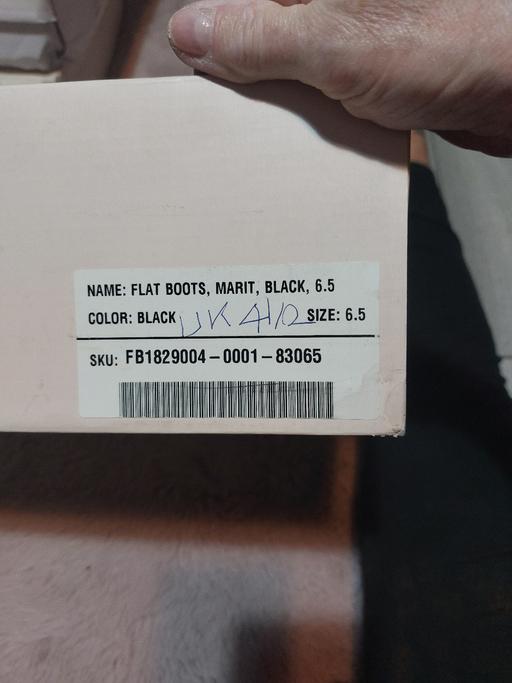 NAME: FLAT BOOTS, MARIT, BLACK, 6.5
COLOR: BLACK UK 4 1/2 SIZE: 6.5
SKU: FB1829004-0001-83065